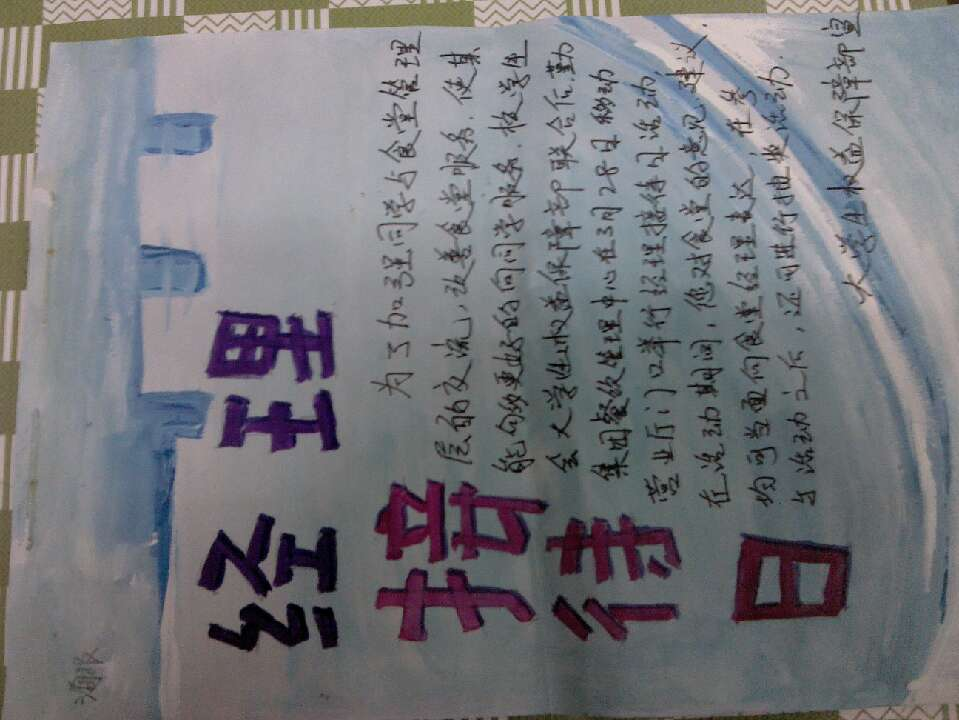 海报
经理
接待
日
为了加强同学与食堂管理
层的交流,改善食堂服务,使其
能够更好的向同学服务,校学生
会大学生权益保障部联合后勤
集团餐饮管理中心在3月28日移动
营业厅门口举行经理接待日活动,
在活动期间,您对食堂的意见建议
均可当面向食堂经理表达,在参
与活动之后,还可进行抽奖活动.
大学生权益保障部宣